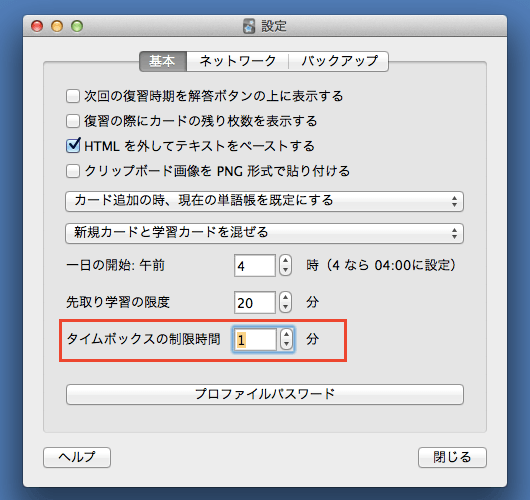 設定
基本 ネットワーク バックアップ
次回の復習時期を解答ボタンの上に表示する
復習の際にカードの残り枚数を表示する
HTML を外してテキストをペーストする
クリップボード画像を PNG 形式で貼り付ける
カード追加の時、現在の単語帳を既定にする
新規カードと学習カードを混ぜる
一日の開始: 午前 4 時（4 なら 04:00に設定）
先取り学習の限度 20 分
タイムボックスの制限時間 1 分
プロファイルパスワード
ヘルプ 閉じる